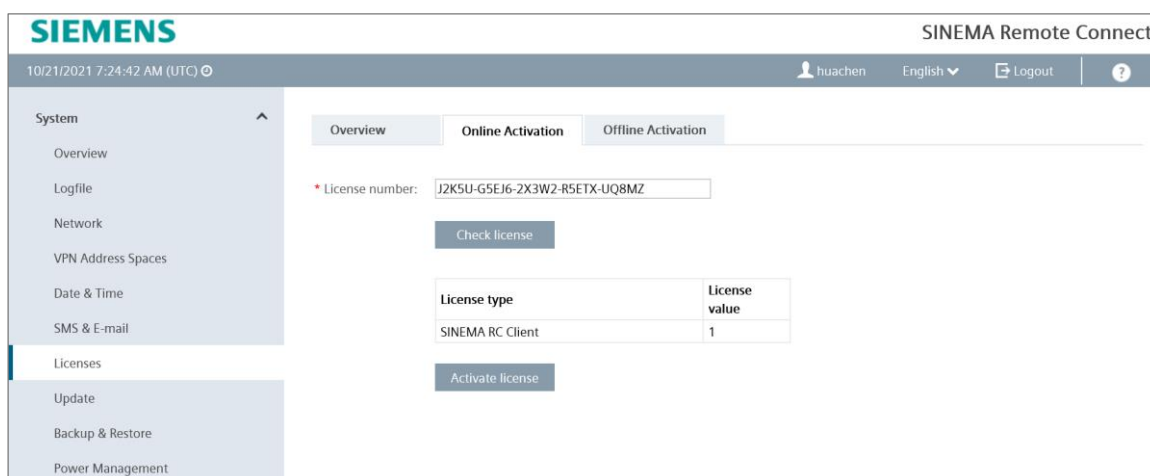 SIEMENS
SINEMA Remote Connect
10/21/2021 7:24:42 AM (UTC)
huachen
English
Logout
?
System
Overview
Logfile
Network
VPN Address Spaces
Date & Time
SMS & E-mail
Licenses
Update
Backup & Restore
Power Management
Overview
Online Activation
Offline Activation
* License number: J2K5U-G5EJ6-2X3W2-R5ETX-UQ8MZ
Check license
License type
License
value
SINEMA RC Client
1
Activate license